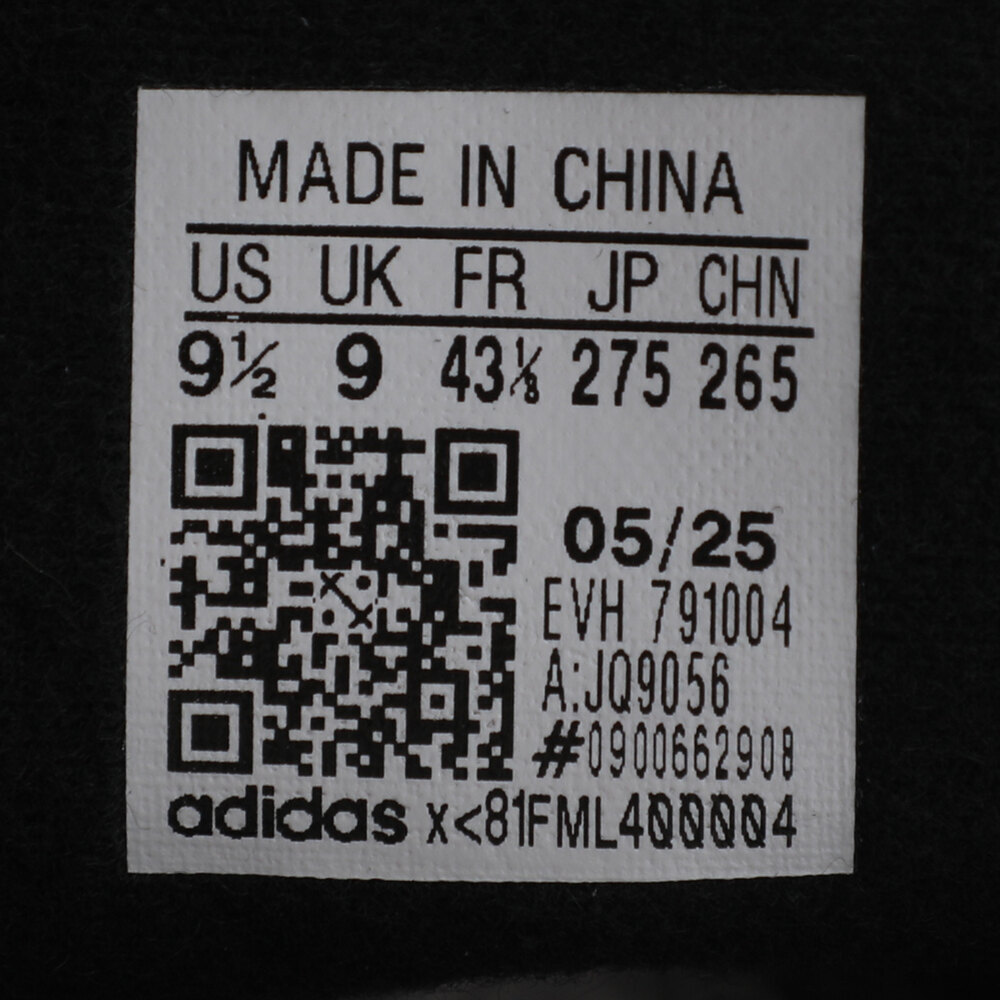 MADE IN CHINA
US UK FR JP CHN
9½ 9 43⅓ 275 265
05/25
EVH 791004
A:JQ9056
#0900662908
adidas x<81FML400004